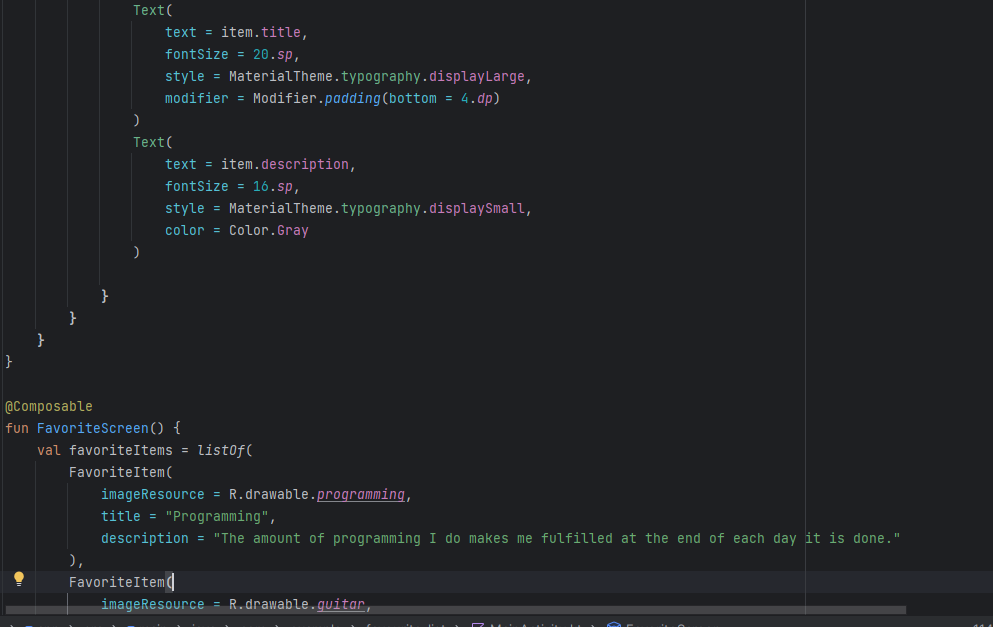 Text(
text = item.title,
fontSize = 20.sp,
style = MaterialTheme.typography.displayLarge,
modifier = Modifier.padding(bottom = 4.dp)
)
Text(
text = item.description,
fontSize = 16.sp,
style = MaterialTheme.typography.displaySmall,
color = Color.Gray
)
}
}
}
}
@Composable
fun FavoriteScreen() {
val favoriteItems = listOf(
FavoriteItem(
imageResource = R.drawable.programming,
title = "Programming",
description = "The amount of programming I do makes me fulfilled at the end of each day it is done."
),
FavoriteItem(
imageResource = R.drawable.guitar,